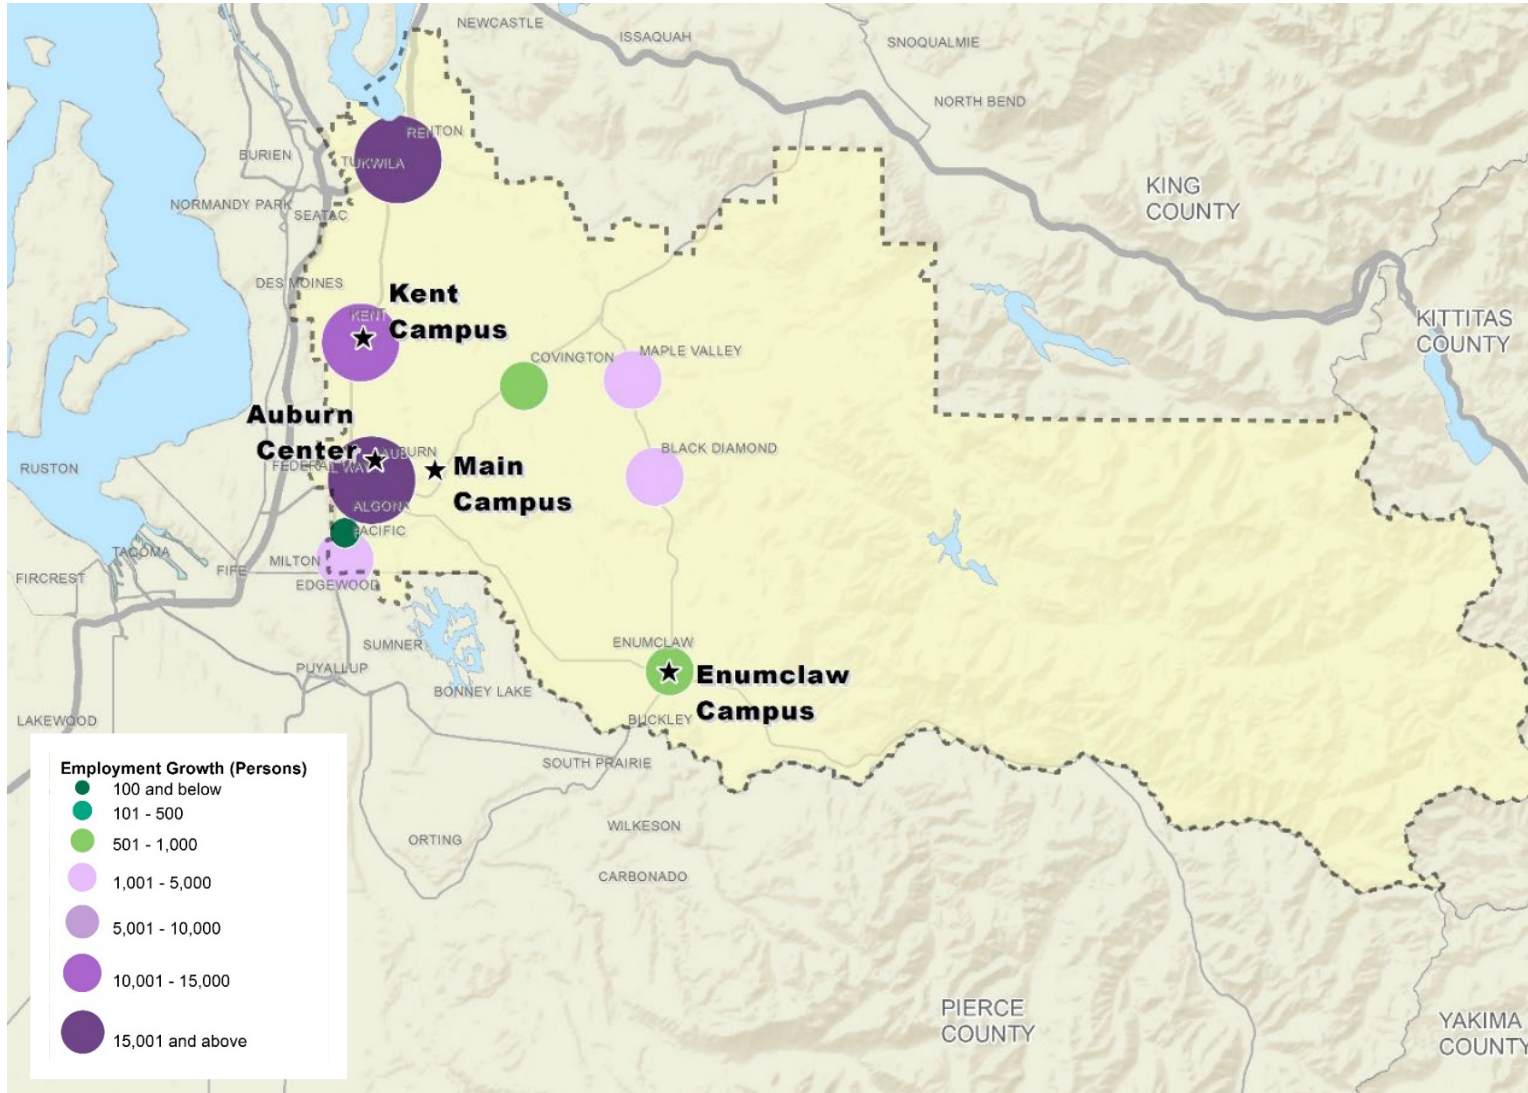 NEWCASTLE
ISSAQUAH
SNOQUALMIE
NORTH BEND
RENTON
TUKWILA
BURIEN
NORMANDY PARK
SEATAC
KING
COUNTY
DES MOINES
Kent
Campus
KENT
KITTITAS
COUNTY
COVINGTON
MAPLE VALLEY
Auburn
Center
AUBURN
FEDERAL WAY
Main
Campus
BLACK DIAMOND
RUSTON
ALGONA
PACIFIC
TACOMA
MILTON
FIFE
FIRCREST
EDGEWOOD
SUMNER
ENUMCLAW
PUYALLUP
Enumclaw
Campus
BONNEY LAKE
LAKEWOOD
BUCKLEY
SOUTH PRAIRIE
WILKESON
ORTING
CARBONADO
PIERCE
COUNTY
YAKIMA
COUNTY
Employment Growth (Persons)
100 and below
101 - 500
501 - 1,000
1,001 - 5,000
5,001 - 10,000
10,001 - 15,000
15,001 and above